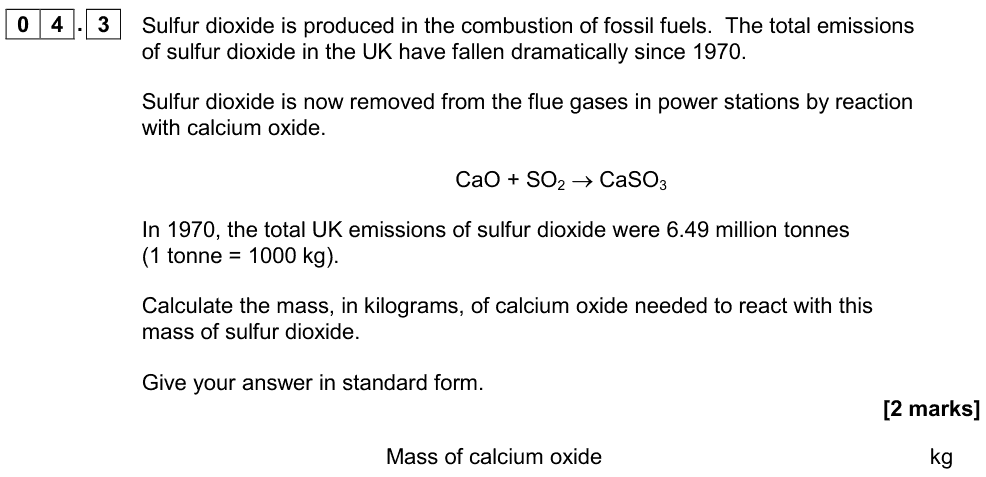 0 4 . 3 Sulfur dioxide is produced in the combustion of fossil fuels. The total emissions
of sulfur dioxide in the UK have fallen dramatically since 1970.
Sulfur dioxide is now removed from the flue gases in power stations by reaction
with calcium oxide.
CaO + SO₂ → CaSO₃
In 1970, the total UK emissions of sulfur dioxide were 6.49 million tonnes
(1 tonne = 1000 kg).
Calculate the mass, in kilograms, of calcium oxide needed to react with this
mass of sulfur dioxide.
Give your answer in standard form.
[2 marks]
Mass of calcium oxide kg